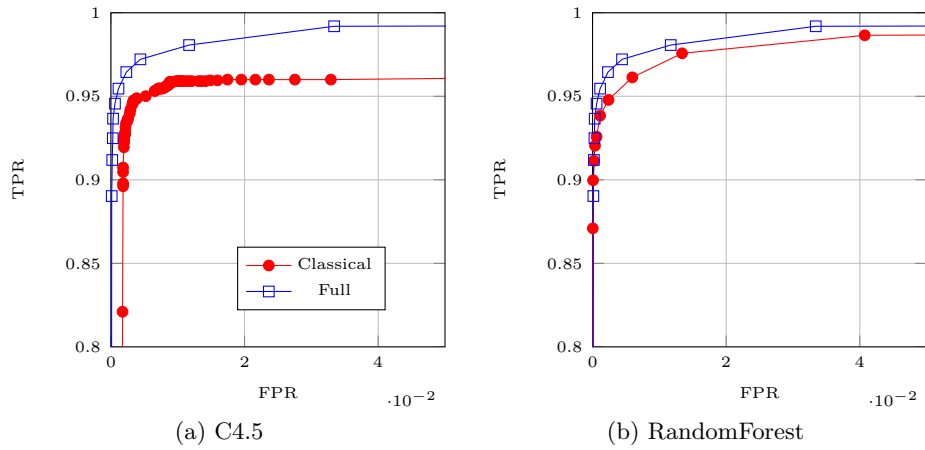 1
0.95
0.9
0.85
0.8
TPR
0
2
4
FPR
·10⁻²
Classical
Full
(a) C4.5
1
0.95
0.9
0.85
0.8
TPR
0
2
4
FPR
·10⁻²
(b) RandomForest